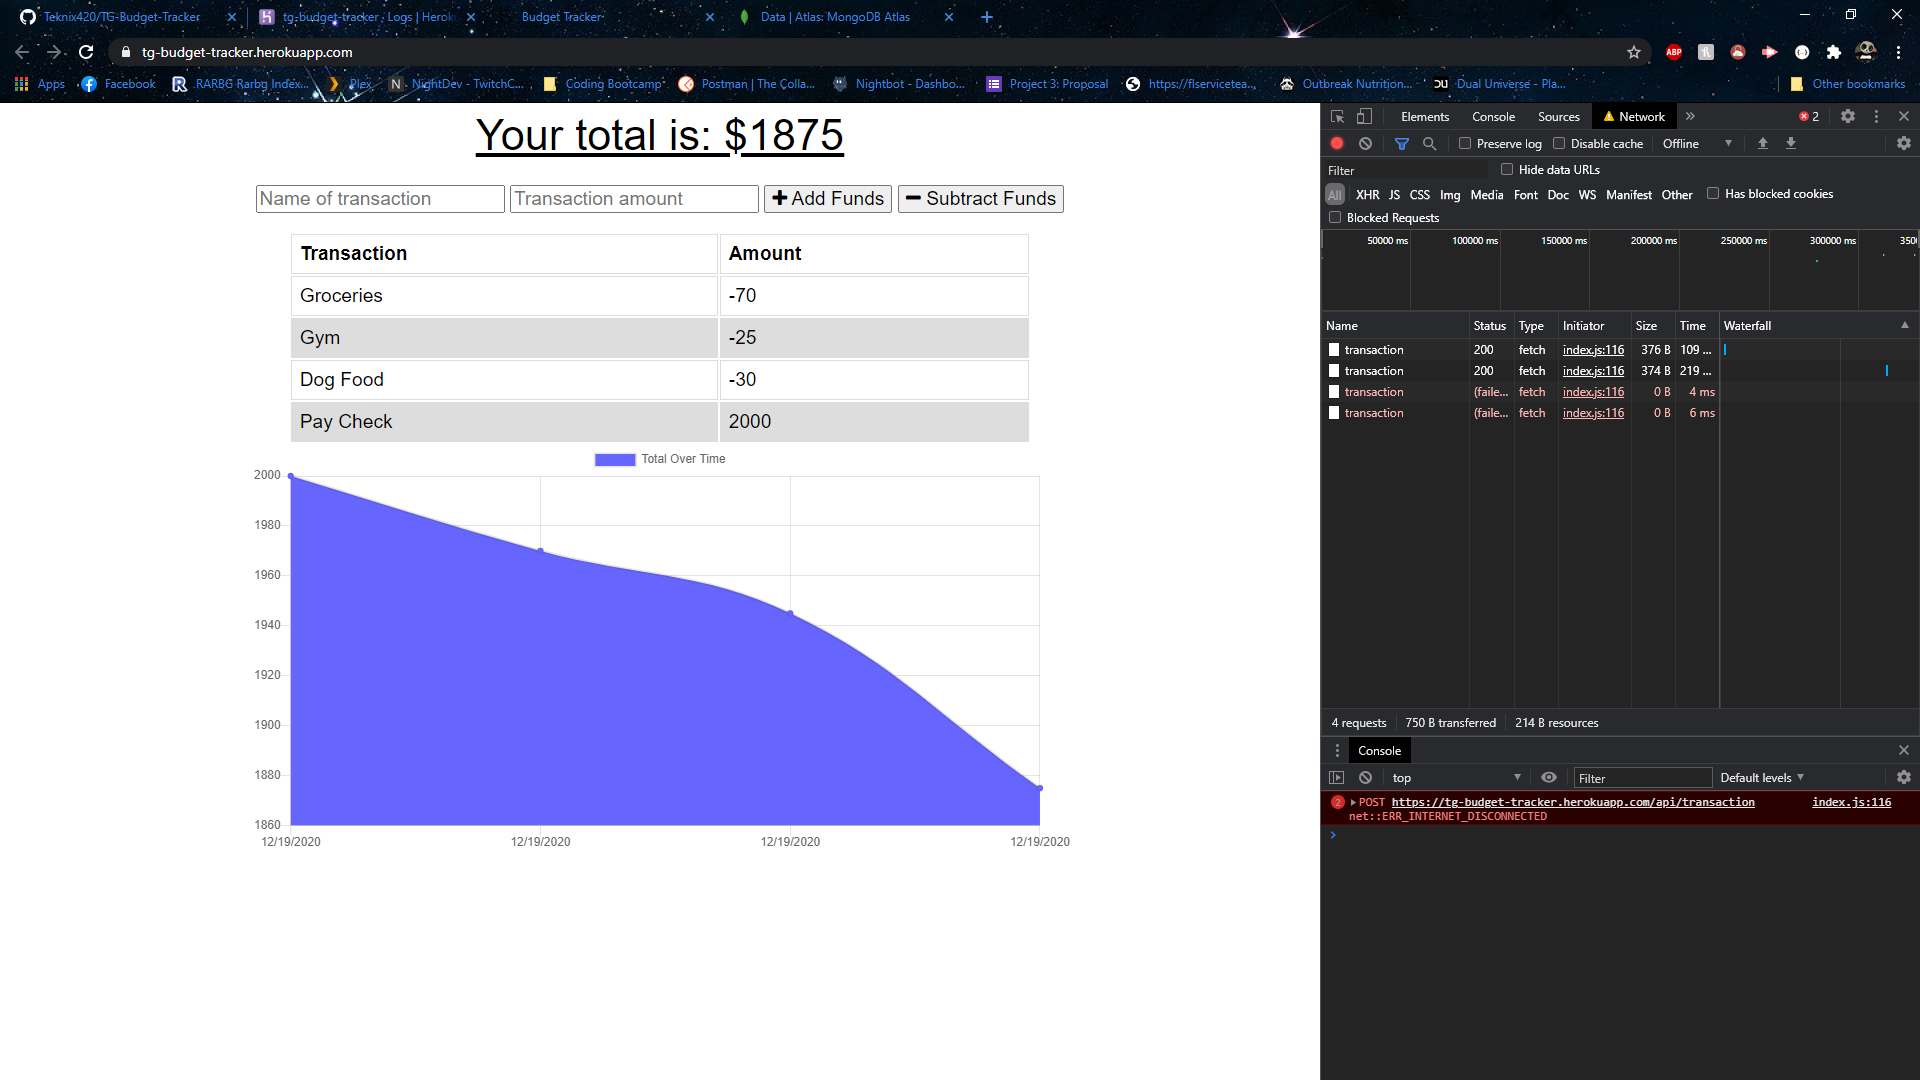 Teknix420/TG-Budget-Tracker
tg-budget-tracker · Logs | Herok
Budget Tracker
Data | Atlas: MongoDB Atlas
tg-budget-tracker.herokuapp.com
ABP
Apps
Facebook
RARBG Rarbg Index...
Plex
NightDev - TwitchC...
Coding Bootcamp
Postman | The Colla...
Nightbot - Dashbo...
Project 3: Proposal
https://flservicetea...
Outbreak Nutrition...
Dual Universe - Pla...
Other bookmarks
Your total is: $1875
Name of transaction
Transaction amount
Add Funds
Subtract Funds
Transaction Amount
Groceries -70
Gym -25
Dog Food -30
Pay Check 2000
Total Over Time
2000
1980
1960
1940
1920
1900
1880
1860
12/19/2020 12/19/2020 12/19/2020 12/19/2020
Elements Console Sources Network » 2
Preserve log Disable cache Offline
Filter Hide data URLs
All XHR JS CSS Img Media Font Doc WS Manifest Other Has blocked cookies
Blocked Requests
50000 ms 100000 ms 150000 ms 200000 ms 250000 ms 300000 ms 350
Name Status Type Initiator Size Time Waterfall
transaction 200 fetch index.js:116 376 B 109 ...
transaction 200 fetch index.js:116 374 B 219 ...
transaction (faile... fetch index.js:116 0 B 4 ms
transaction (faile... fetch index.js:116 0 B 6 ms
4 requests 750 B transferred 214 B resources
Console
top Filter Default levels
2 POST https://tg-budget-tracker.herokuapp.com/api/transaction index.js:116
net::ERR_INTERNET_DISCONNECTED